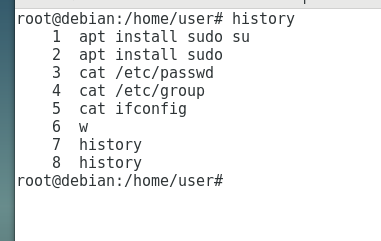 root@debian:/home/user# history
    1  apt install sudo su
    2  apt install sudo
    3  cat /etc/passwd
    4  cat /etc/group
    5  cat ifconfig
    6  w
    7  history
    8  history
root@debian:/home/user#